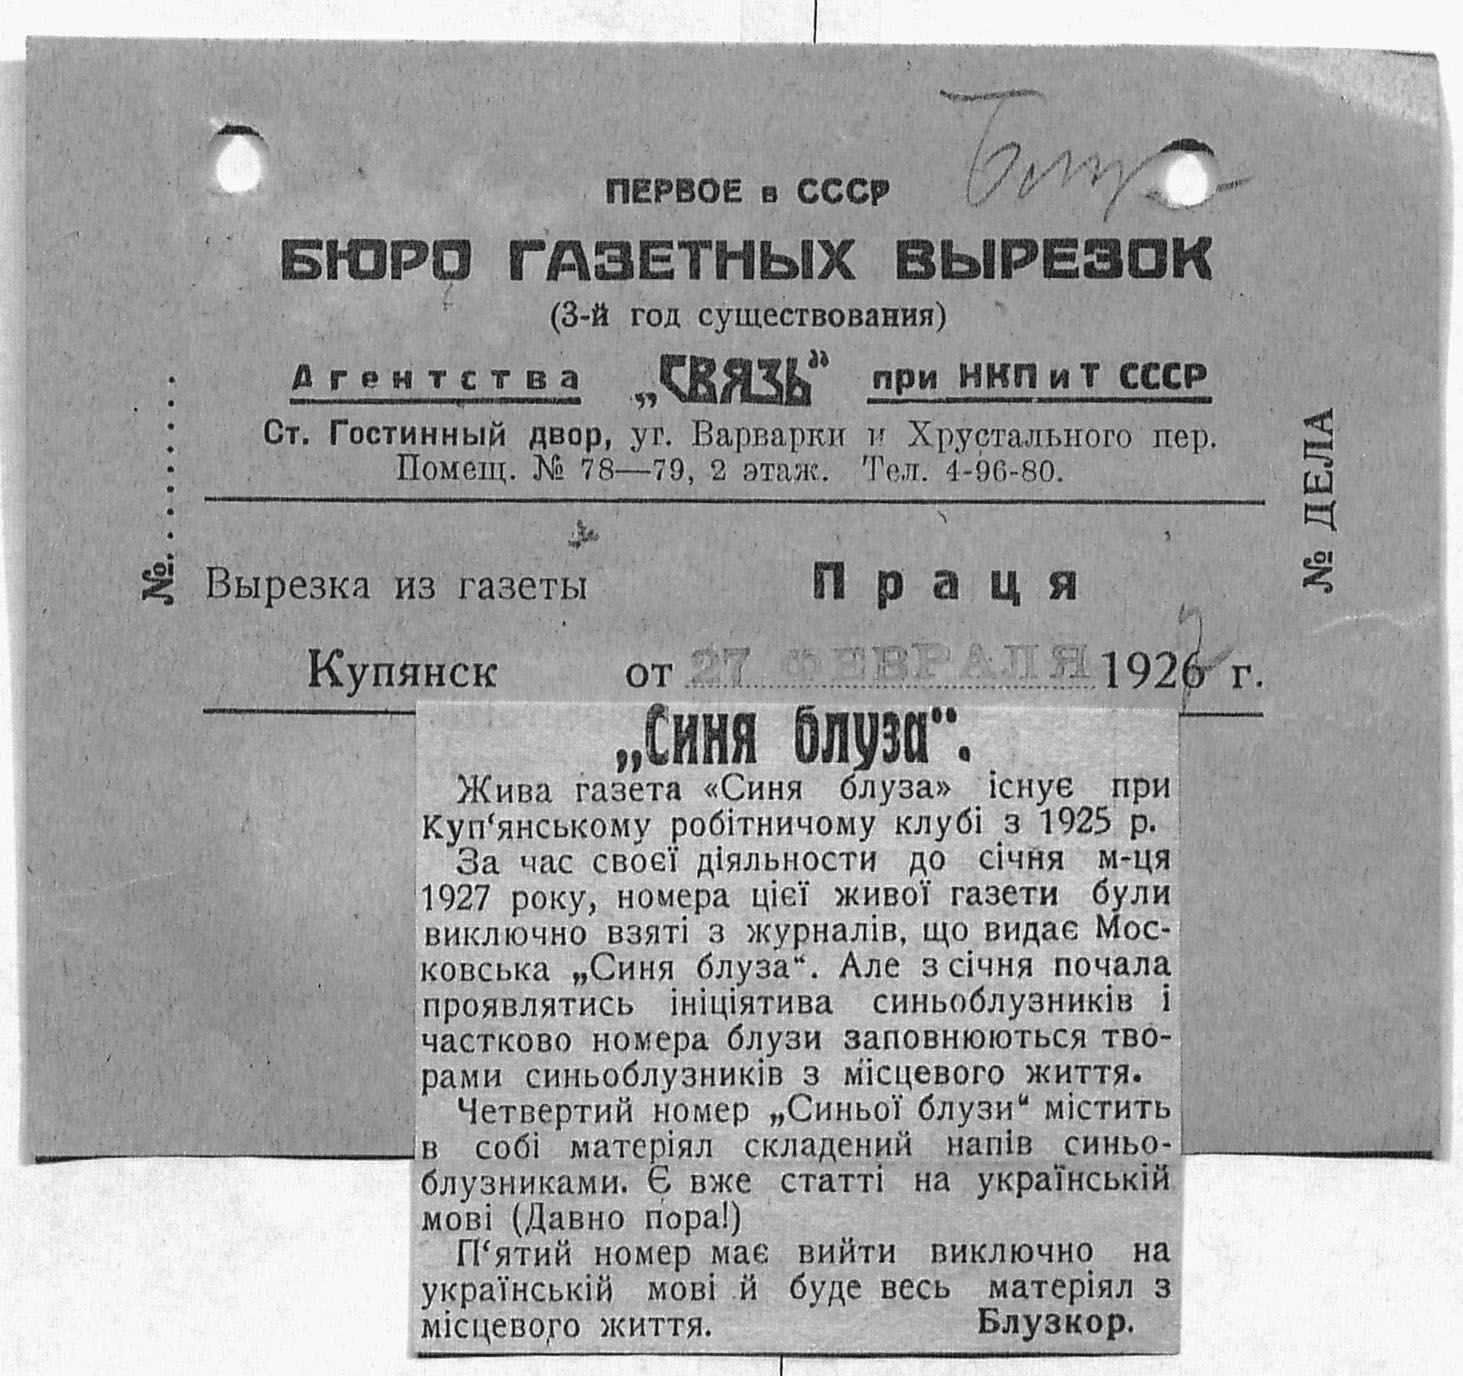 ПЕРВОЕ в СССР
БЮРО ГАЗЕТНЫХ ВЫРЕЗОК
(3-й год существования)
Агентства „СВЯЗЬ” при НКПиТ СССР
Ст. Гостинный двор, уг. Варварки и Хрустального пер.
Помещ. № 78—79, 2 этаж. Тел. 4-96-80.
№
№ ДЕЛА
Вырезка из газеты Праця
Купянск от 27 ФЕВРАЛЯ 1927 г.
„Синя блуза“.
Жива газета «Синя блуза» існує при
Куп‘янському робітничому клубі з 1925 р.
За час своєї діяльности до січня м-ця
1927 року, номера цієї живої газети були
виключно взяті з журналів, що видає Мос-
ковська „Синя блуза“. Але з січня почала
проявлятись ініціятива синьоблузників і
частково номера блузи заповнюються тво-
рами синьоблузників з місцевого життя.
Четвертий номер „Синьої блузи“ містить
в собі матеріял складений напів синьо-
блузниками. Є вже статті на українській
мові (Давно пора!)
П‘ятий номер має вийти виключно на
українській мові й буде весь матеріял з
місцевого життя. Блузкор.